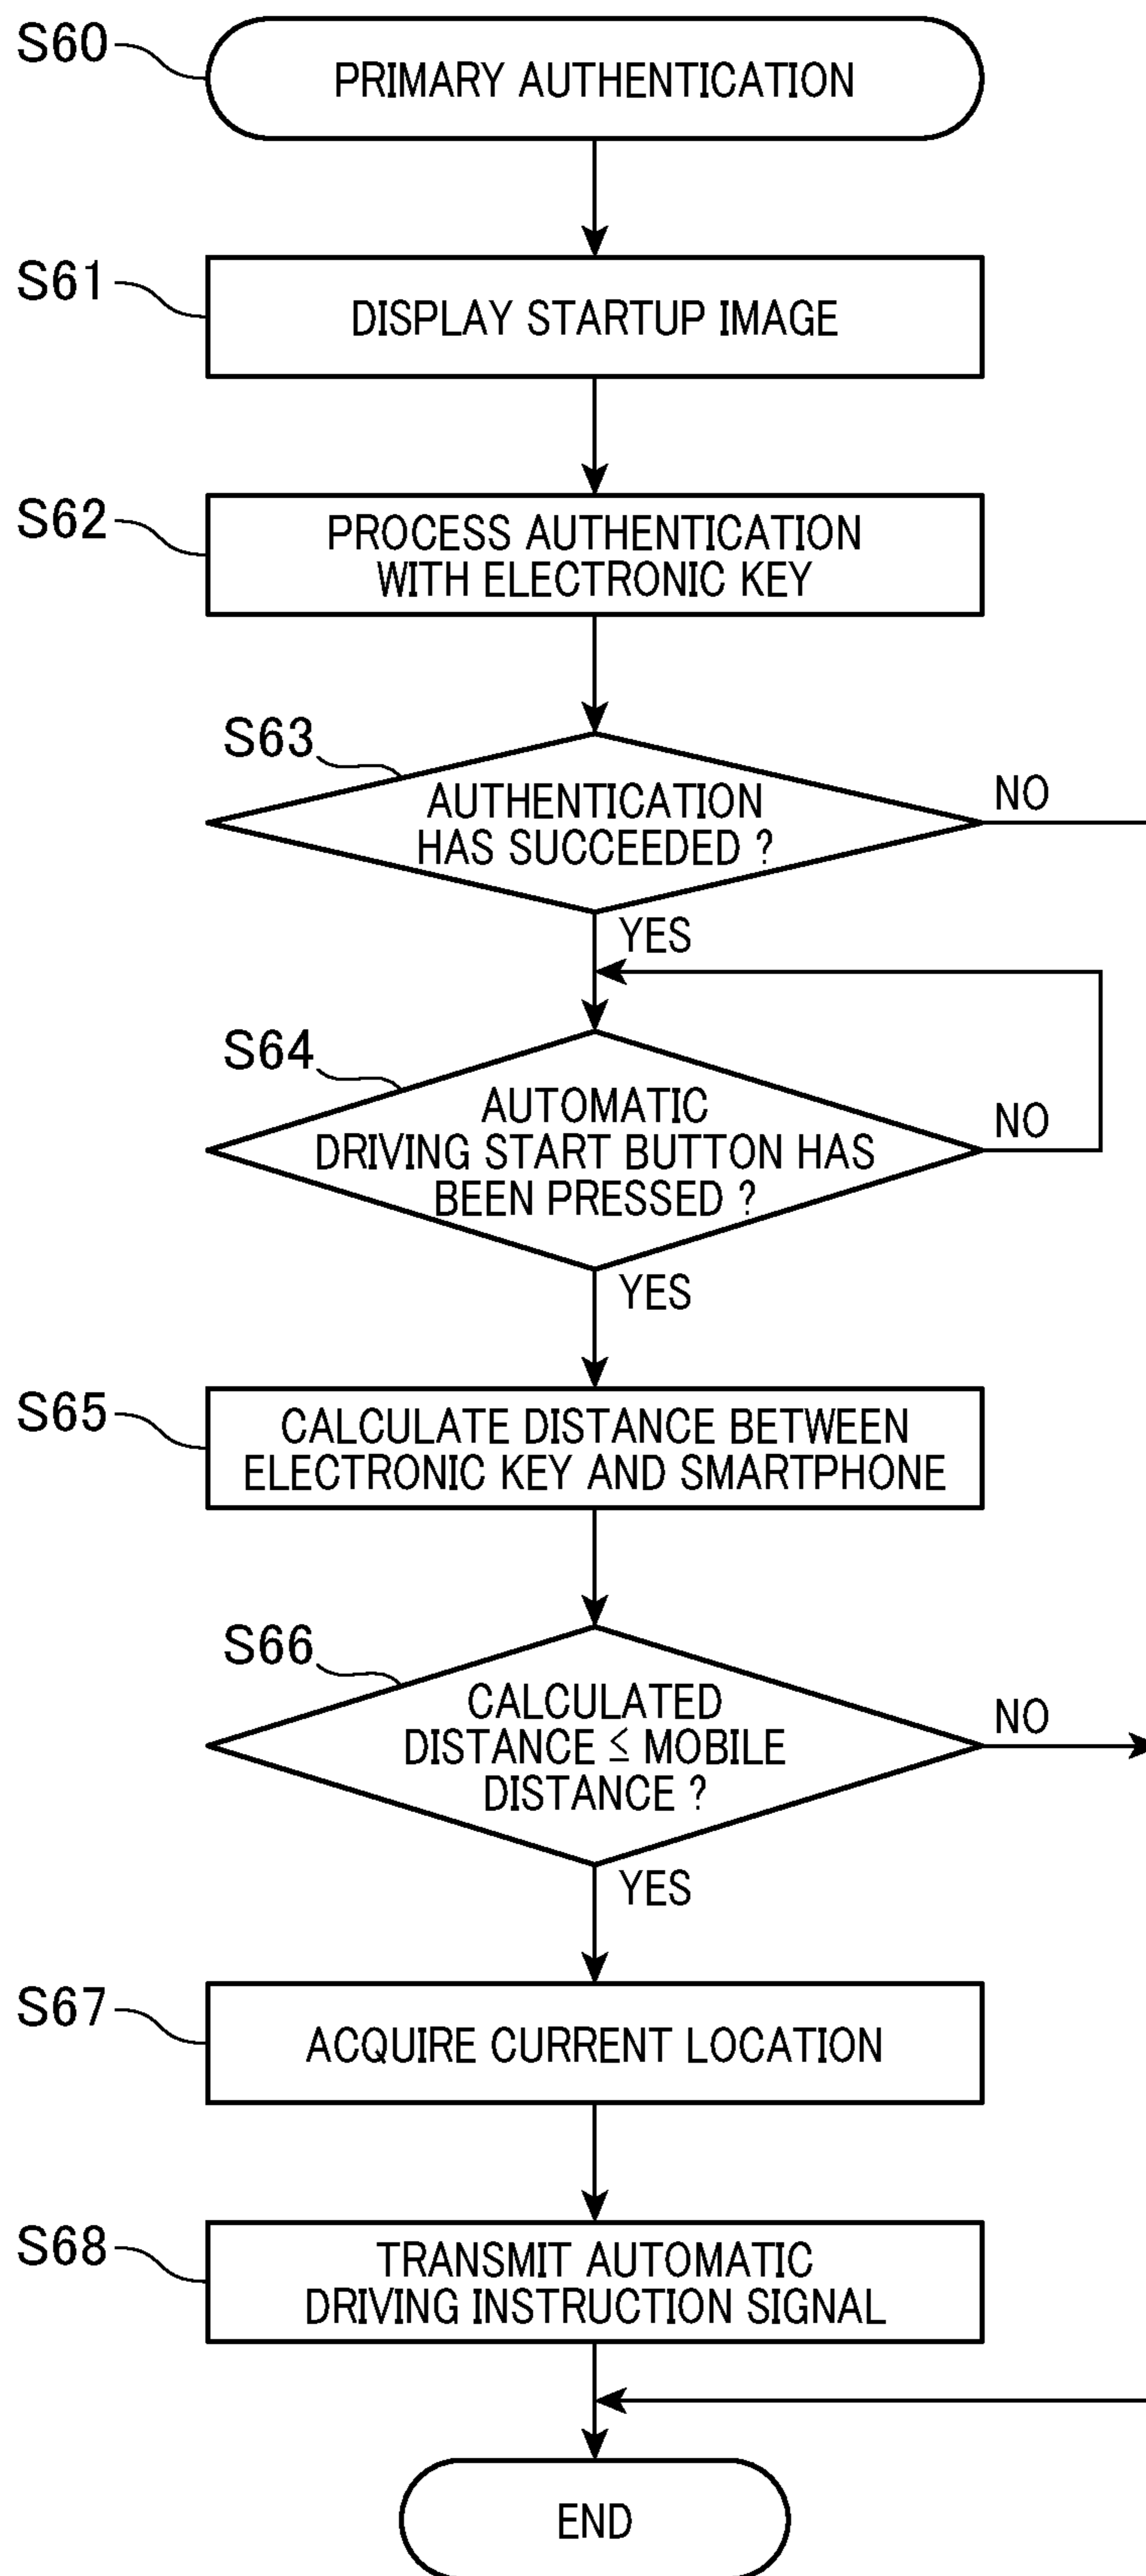 S60
PRIMARY AUTHENTICATION
S61
DISPLAY STARTUP IMAGE
S62
PROCESS AUTHENTICATION
WITH ELECTRONIC KEY
S63
AUTHENTICATION
HAS SUCCEEDED ?
NO
YES
S64
AUTOMATIC
DRIVING START BUTTON HAS
BEEN PRESSED ?
NO
YES
S65
CALCULATE DISTANCE BETWEEN
ELECTRONIC KEY AND SMARTPHONE
S66
CALCULATED
DISTANCE ≤ MOBILE
DISTANCE ?
NO
YES
S67
ACQUIRE CURRENT LOCATION
S68
TRANSMIT AUTOMATIC
DRIVING INSTRUCTION SIGNAL
END